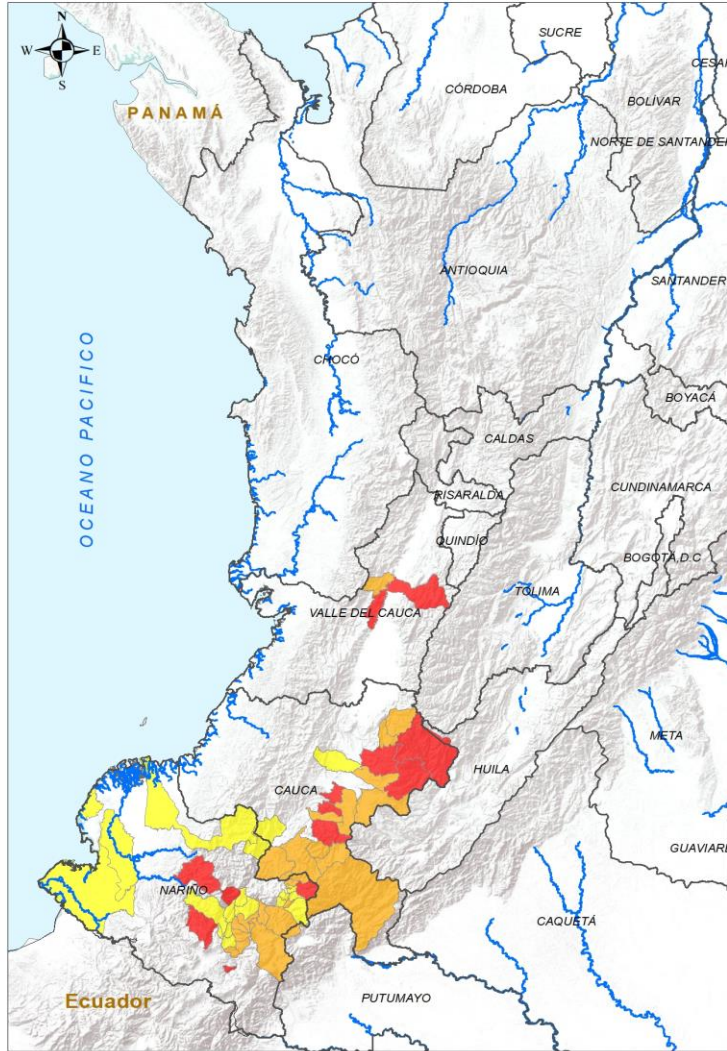 N
W
E
S
PANAMÁ
SUCRE
CÓRDOBA
BOLÍVAR
NORTE DE SANTANDER
ANTIOQUIA
SANTANDER
OCEANO PACIFICO
CHOCÓ
BOYACÁ
CALDAS
CUNDINAMARCA
RISARALDA
QUINDÍO
BOGOTÁ,D.C
TOLIMA
VALLE DEL CAUCA
META
HUILA
CAUCA
GUAVIARE
NARIÑO
CAQUETÁ
PUTUMAYO
Ecuador